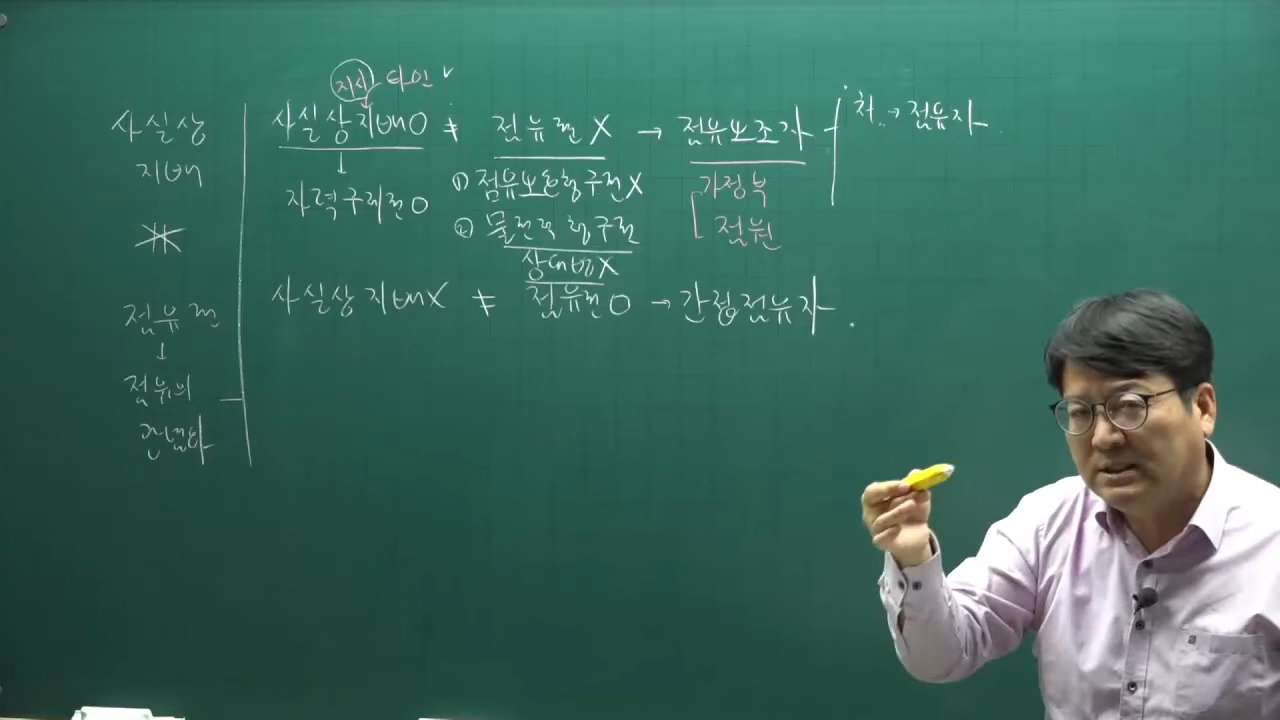 사실상
지배
점유권
↓
점유의
관념화
지시 타인 ✓
사실상지배O ≠ 점유권X → 점유보조자
처 → 점유자
↓
자력구제권O
① 점유보호청구권X
② 물권적 청구권
상대방X
가정부
점원
사실상 지배X ≠ 점유권O → 간접점유자.